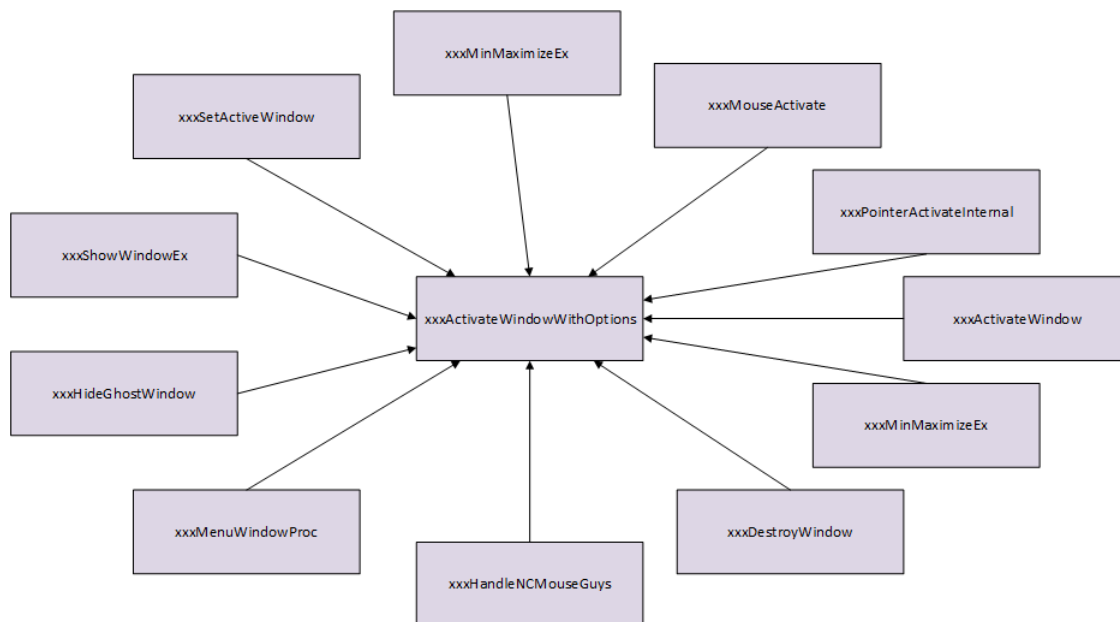 xxxMinMaximizeEx
xxxMouseActivate
xxxSetActiveWindow
xxxPointerActivateInternal
xxxShowWindowEx
xxxActivateWindowWithOptions
xxxActivateWindow
xxxHideGhostWindow
xxxMinMaximizeEx
xxxMenuWindowProc
xxxDestroyWindow
xxxHandleNCMouseGuys